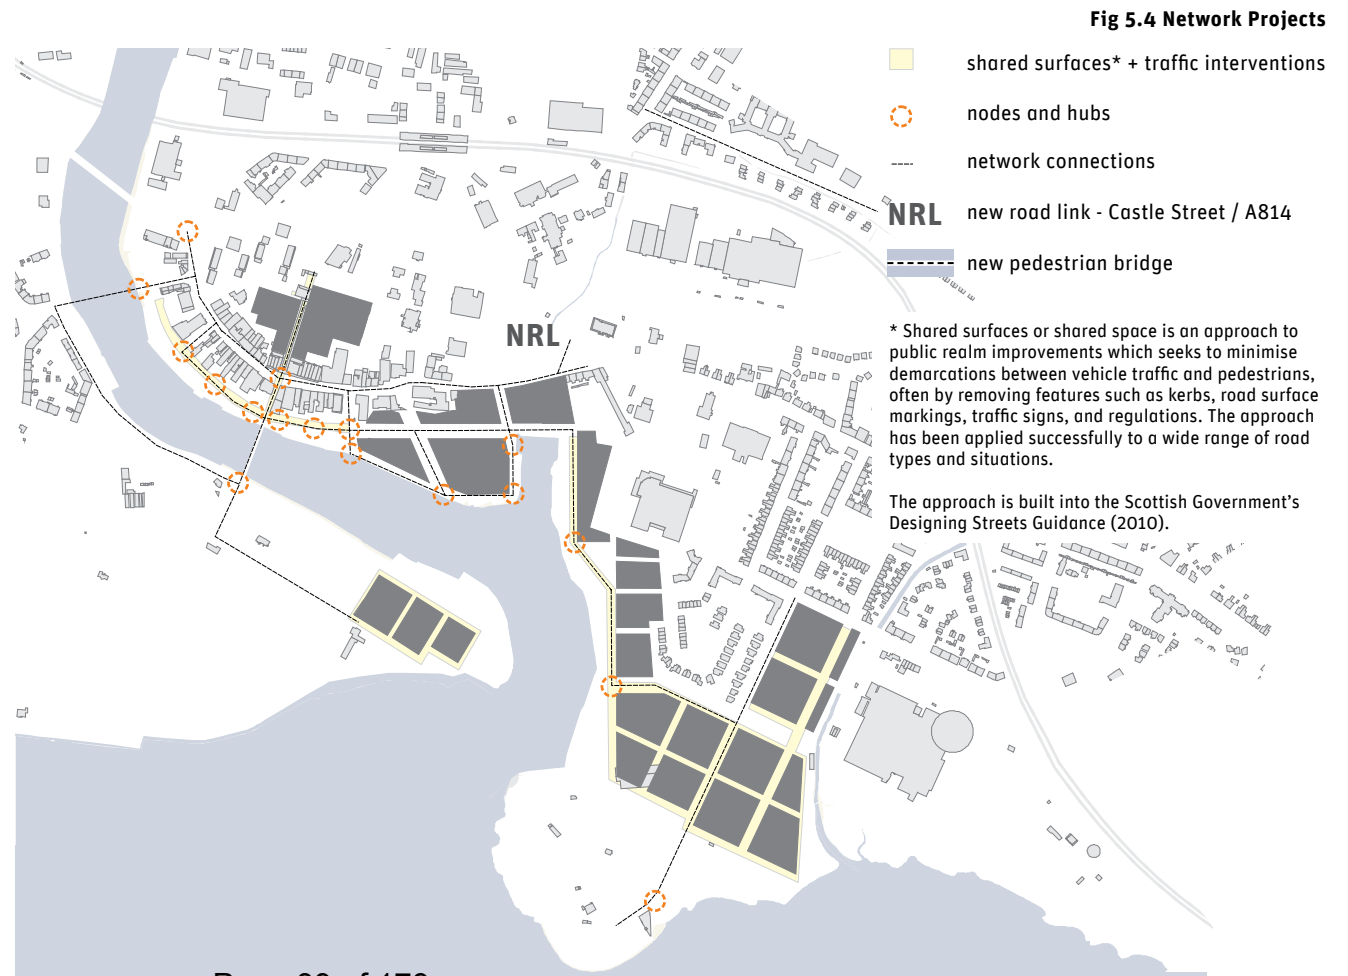 Fig 5.4 Network Projects
shared surfaces* + traffic interventions
nodes and hubs
network connections
NRL new road link - Castle Street / A814
new pedestrian bridge
* Shared surfaces or shared space is an approach to
public realm improvements which seeks to minimise
demarcations between vehicle traffic and pedestrians,
often by removing features such as kerbs, road surface
markings, traffic signs, and regulations. The approach
has been applied successfully to a wide range of road
types and situations.
The approach is built into the Scottish Government's
Designing Streets Guidance (2010).
NRL